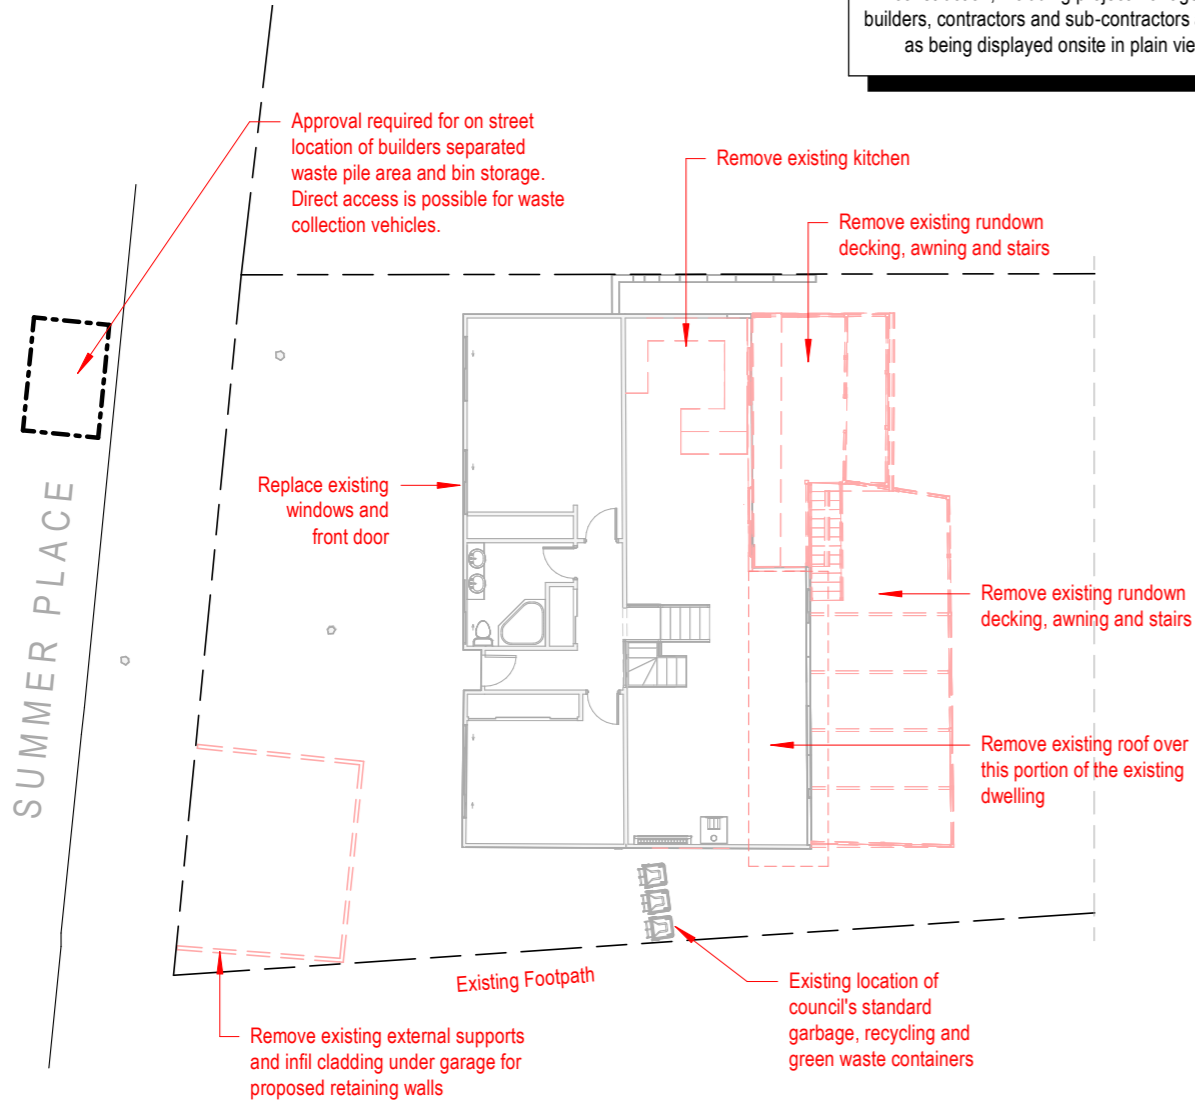 builders, contractors and sub-contractors
as being displayed onsite in plain vie
Approval required for on street
location of builders separated
waste pile area and bin storage.
Direct access is possible for waste
collection vehicles.
Remove existing kitchen
Remove existing rundown
decking, awning and stairs
Replace existing
windows and
front door
SUMMER PLACE
Remove existing rundown
decking, awning and stairs
Remove existing roof over
this portion of the existing
dwelling
Existing Footpath
Existing location of
council's standard
garbage, recycling and
green waste containers
Remove existing external supports
and infil cladding under garage for
proposed retaining walls